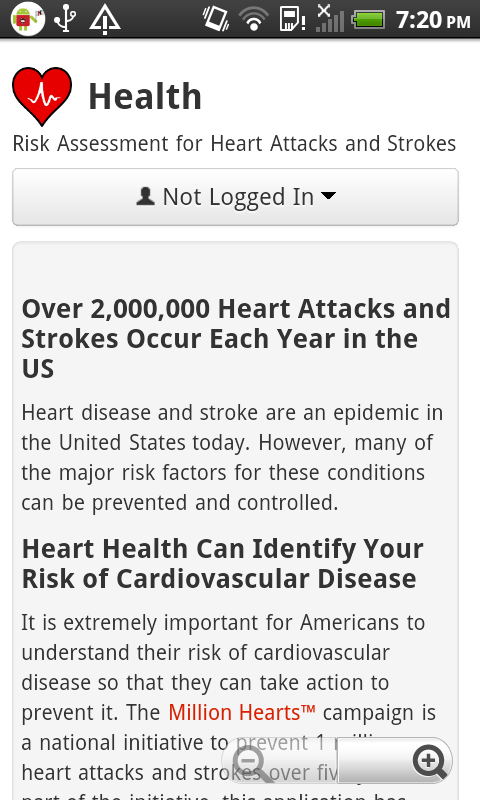 7:20 PM
Health
Risk Assessment for Heart Attacks and Strokes
Not Logged In
Over 2,000,000 Heart Attacks and
Strokes Occur Each Year in the
US
Heart disease and stroke are an epidemic in
the United States today. However, many of
the major risk factors for these conditions
can be prevented and controlled.
Heart Health Can Identify Your
Risk of Cardiovascular Disease
It is extremely important for Americans to
understand their risk of cardiovascular
disease so that they can take action to
prevent it. The Million Hearts™ campaign is
a national initiative to prevent 1
heart attacks and strokes over
part of the initiative, this application has